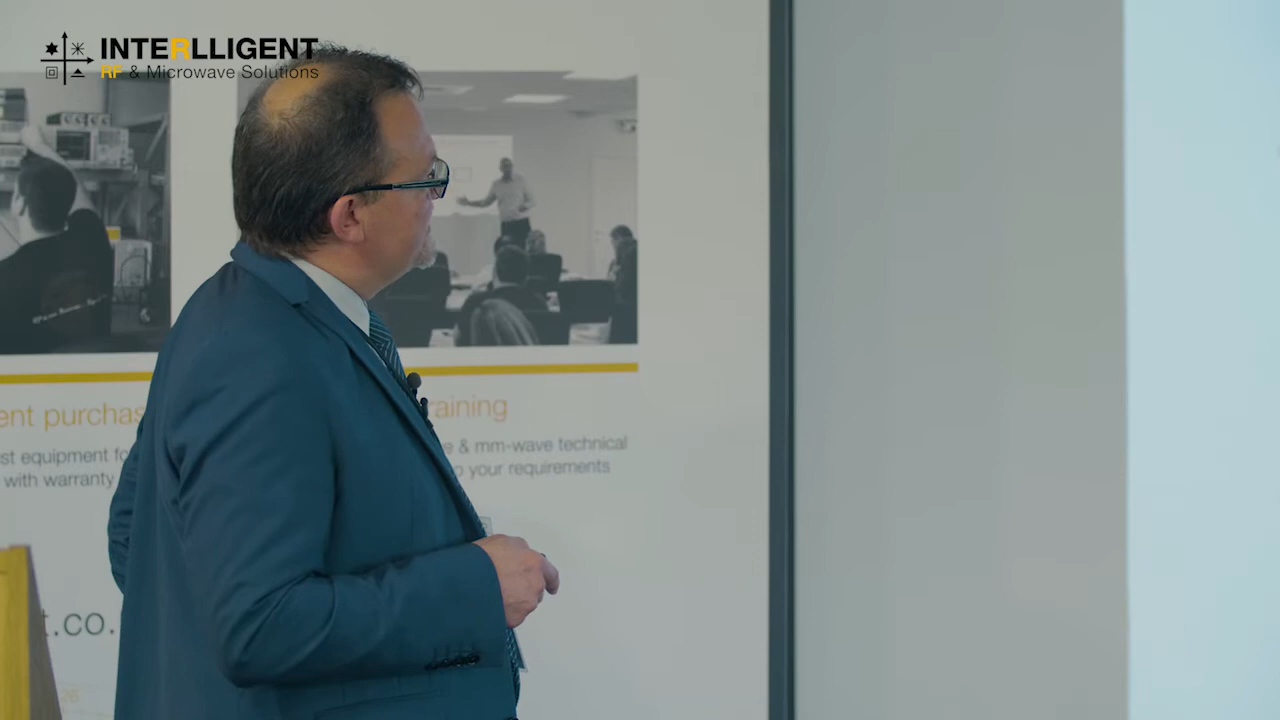 INTERLLIGENT
RF & Microwave Solutions
ent purchas
raining
st equipment fo
e & mm-wave technical
with warranty
o your requirements
t.co.